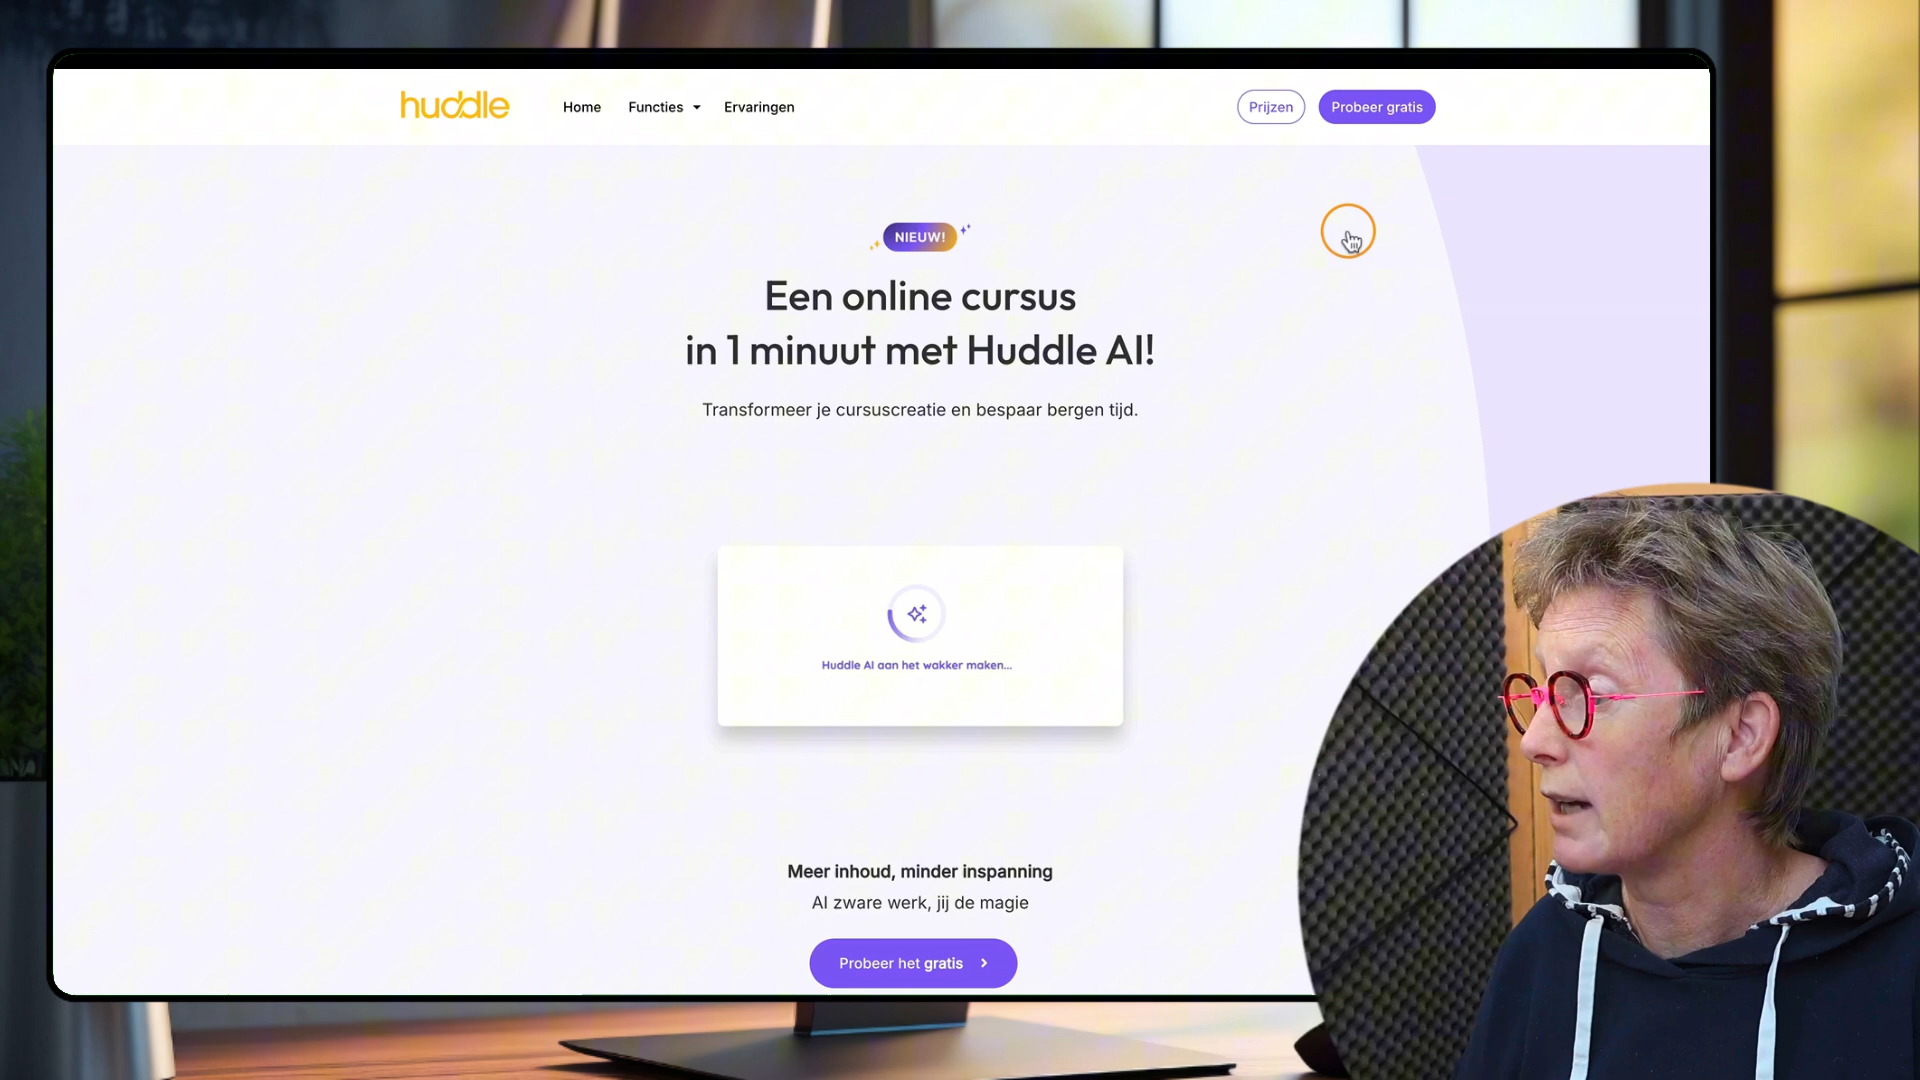 huddle
Home
Functies
Ervaringen
Prijzen
Probeer gratis
NIEUW!
Een online cursus
in 1 minuut met Huddle AI!
Transformeer je cursuscreatie en bespaar bergen tijd.
Huddle AI aan het wakker maken...
Meer inhoud, minder inspanning
AI zware werk, jij de magie
Probeer het gratis